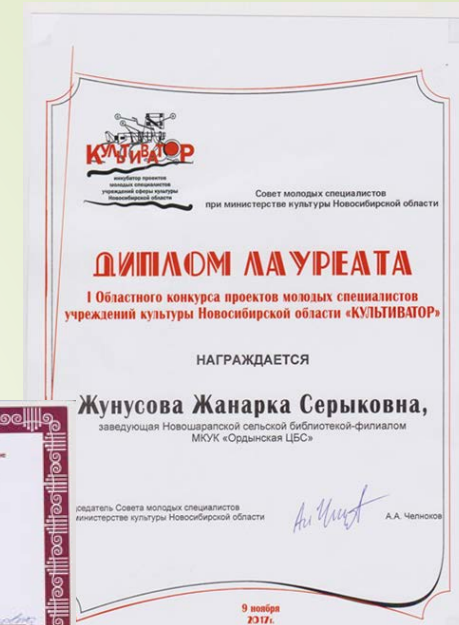 КУЛЬТИВАТОР
инкубатор проектов
молодых специалистов
учреждений сферы культуры
Новосибирской области
Совет молодых специалистов
при министерстве культуры Новосибирской области
ДИПЛОМ ЛАУРЕАТА
I Областного конкурса проектов молодых специалистов
учреждений культуры Новосибирской области «КУЛЬТИВАТОР»
НАГРАЖДАЕТСЯ
Жунусова Жанарка Серыковна,
заведующая Новошарапской сельской библиотекой-филиалом
МКУК «Ордынская ЦБС»
седатель Совета молодых специалистов
министерстве культуры Новосибирской области
А.А. Челноков
9 ноября
2017г.